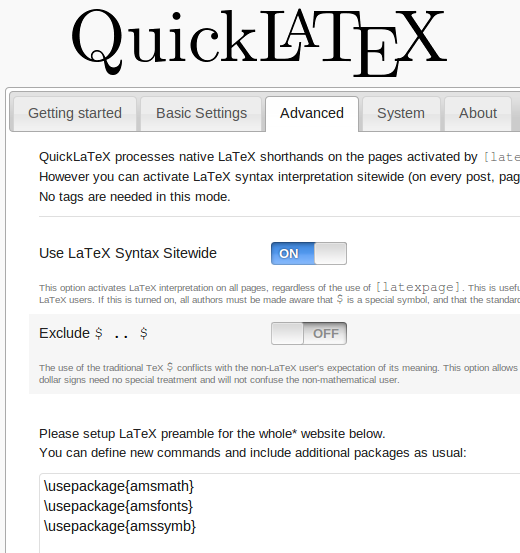 QuickLATEX
Getting started Basic Settings Advanced System About
QuickLaTeX processes native LaTeX shorthands on the pages activated by [late
However you can activate LaTeX syntax interpretation sitewide (on every post, pag
No tags are needed in this mode.
Use LaTeX Syntax Sitewide ON
This option activates LaTeX interpretation on all pages, regardless of the use of [latexpage]. This is usefu
LaTeX users. If this is turned on, all authors must be made aware that $ is a special symbol, and that the standard
Exclude $ .. $ OFF
The use of the traditional TeX $ conflicts with the non-LaTeX user's expectation of its meaning. This option allows
dollar signs need no special treatment and will not confuse the non-mathematical user.
Please setup LaTeX preamble for the whole* website below.
You can define new commands and include additional packages as usual:
\usepackage{amsmath}
\usepackage{amsfonts}
\usepackage{amssymb}